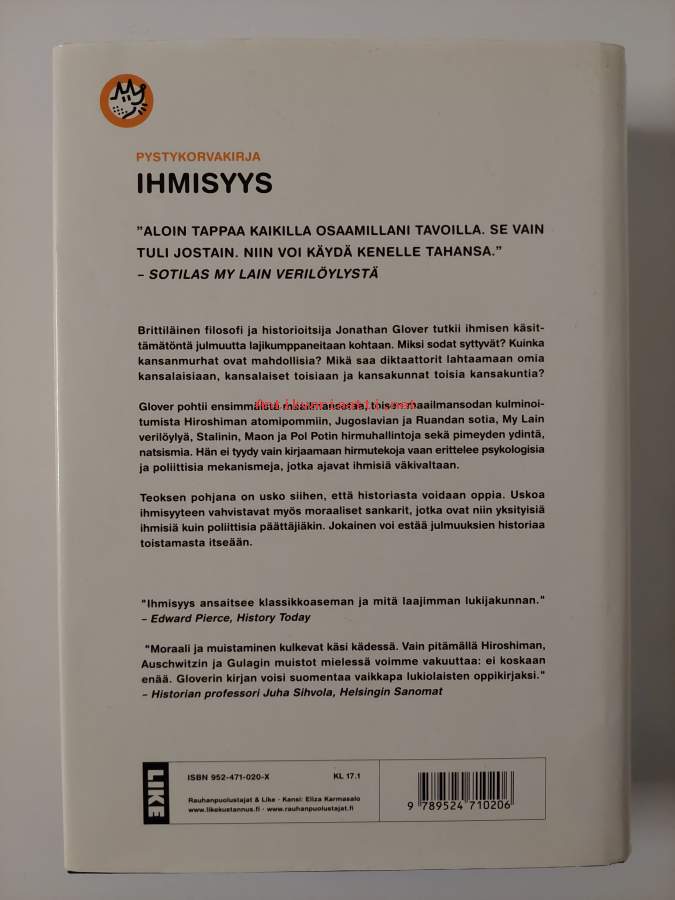 PYSTYKORVAKIRJA
IHMISYYS
"ALOIN TAPPAA KAIKILLA OSAAMILLANI TAVOILLA. SE VAIN
TULI JOSTAIN. NIIN VOI KÄYDÄ KENELLE TAHANSA."
– SOTILAS MY LAIN VERILÖYLYSTÄ
Brittiläinen filosofi ja historioitsija Jonathan Glover tutkii ihmisen käsit-
tämätöntä julmuutta lajikumppaneitaan kohtaan. Miksi sodat syttyvät? Kuinka
kansanmurhat ovat mahdollisia? Mikä saa diktaattorit lahtaamaan omia
kansalaisiaan, kansalaiset toisiaan ja kansakunnat toisia kansakuntia?
Antikvariaatti.net
Glover pohtii ensimmäistä maailmansotaa, toisen maailmansodan kulminoi-
tumista Hiroshiman atomipommiin, Jugoslavian ja Ruandan sotia, My Lain
verilöylyä, Stalinin, Maon ja Pol Potin hirmuhallintoja sekä pimeyden ydintä,
natsismia. Hän ei tyydy vain kirjaamaan hirmutekoja vaan erittelee psykologisia
ja poliittisia mekanismeja, jotka ajavat ihmisiä väkivaltaan.
Teoksen pohjana on usko siihen, että historiasta voidaan oppia. Uskoa
ihmisyyteen vahvistavat myös moraaliset sankarit, jotka ovat niin yksityisiä
ihmisiä kuin poliittisia päättäjiäkin. Jokainen voi estää julmuuksien historiaa
toistamasta itseään.
"Ihmisyys ansaitsee klassikkoaseman ja mitä laajimman lukijakunnan."
– Edward Pierce, History Today
"Moraali ja muistaminen kulkevat käsi kädessä. Vain pitämällä Hiroshiman,
Auschwitzin ja Gulagin muistot mielessä voimme vakuuttaa: ei koskaan
enää. Gloverin kirjan voisi suomentaa vaikkapa lukiolaisten oppikirjaksi."
– Historian professori Juha Sihvola, Helsingin Sanomat
LIKE
ISBN 952-471-020-X KL 17.1
Rauhanpuolustajat & Like · Kansi: Eliza Karmasalo
www.likekustannus.fi · www.rauhanpuolustajat.fi
9 789524 710206